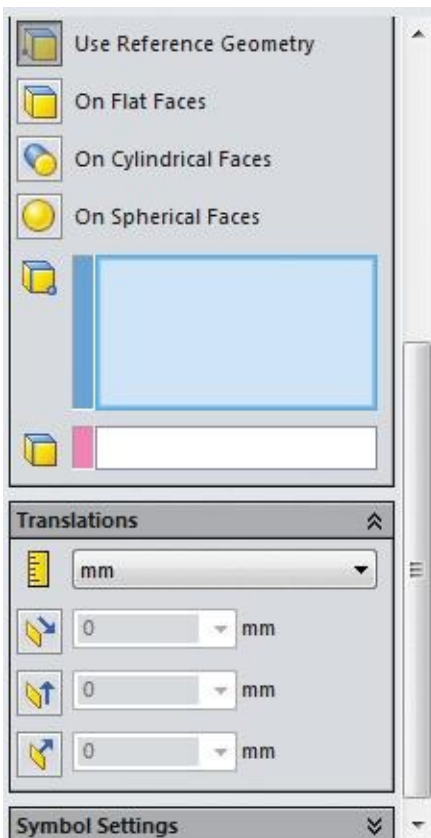 Use Reference Geometry
On Flat Faces
On Cylindrical Faces
On Spherical Faces
Translations
mm
0 mm
0 mm
0 mm
Symbol Settings